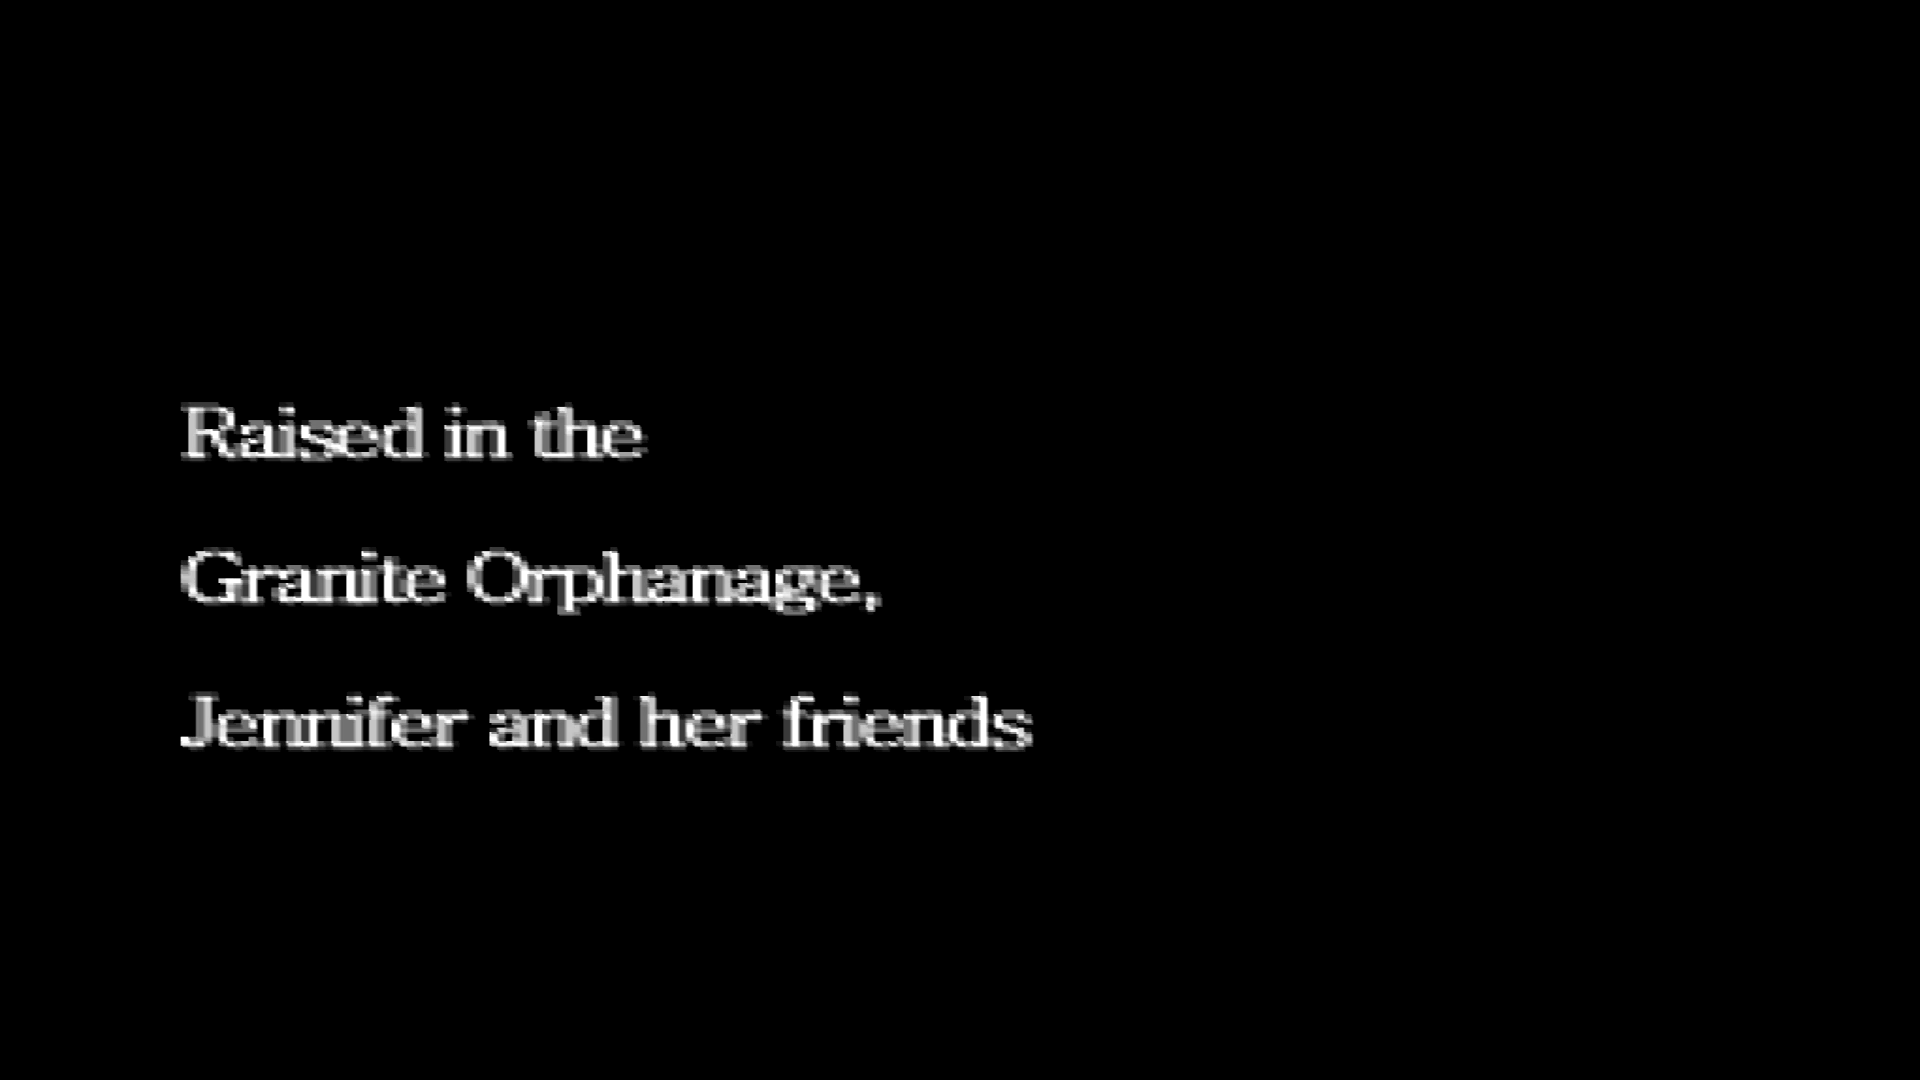 Raised in the
Granite Orphanage,
Jennifer and her friends